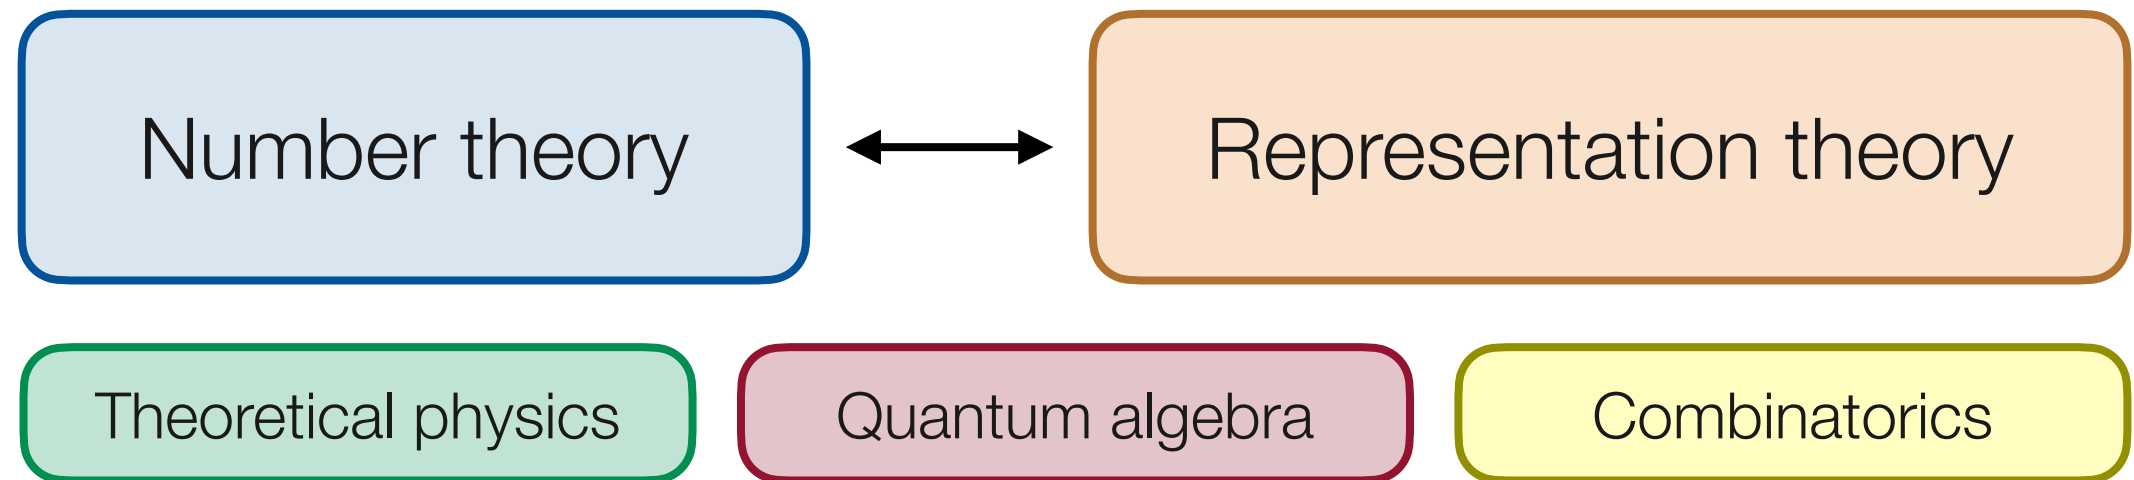 Number theory
Representation theory
Theoretical physics
Quantum algebra
Combinatorics